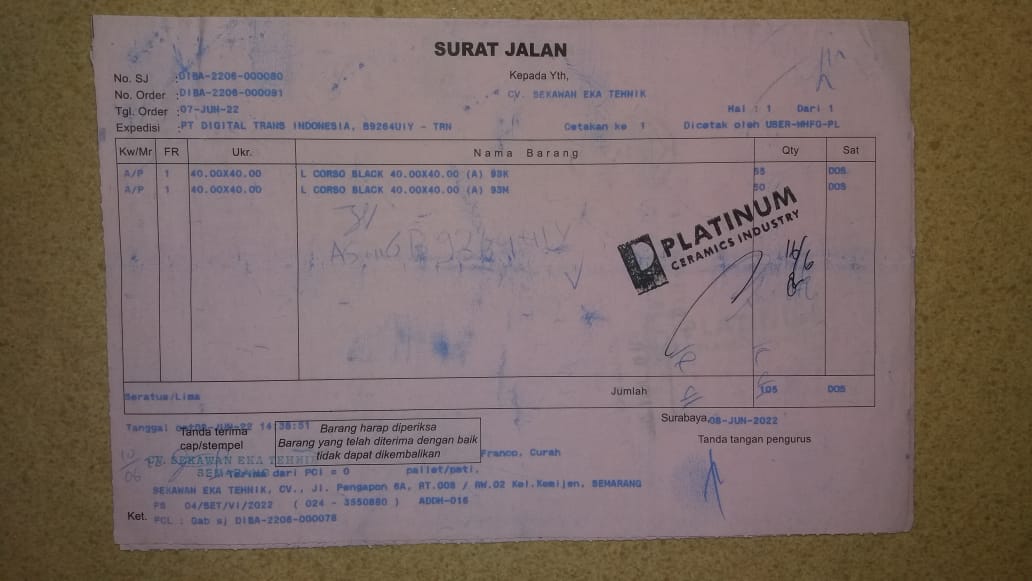 SURAT JALAN
No. SJ : DIBA-2206-000080
Kepada Yth,
No. Order : DIBA-2206-000091
CV. SEKAWAN EKA TEHNIK
Tgl. Order : 07-JUN-22
Hal : 1 Dari 1
Expedisi : PT DIGITAL TRANS INDONESIA, B9264UIY - TRN
Cetakan ke 1 Dicetak oleh UBER-WHFG-PL
Kw/Mr FR Ukr. Nama Barang Qty Sat
A/P 1 40.00X40.00 L CORSO BLACK 40.00X40.00 (A) 93K 55 DOS
A/P 1 40.00X40.00 L CORSO BLACK 40.00X40.00 (A) 93M 50 DOS
PLATINUM
CERAMICS INDUSTRY
Seratus/Lima Jumlah 105 DOS
Surabaya, 08-JUN-2022
Tanggal 08-JUN-22 14:38:51
Tanda terima
cap/stempel
Barang harap diperiksa
Barang yang telah diterima dengan baik
tidak dapat dikembalikan
Tanda tangan pengurus
Franco, Curah
CV. SEKAWAN EKA TEHNIK
SEMARANG
Terima dari PCI = 0 pallet/peti,
SEKAWAN EKA TEHNIK, CV., Jl. Pengapon 6A, RT.008 / RW.02 Kel.Kemijen, SEMARANG
PB 04/SET/VI/2022 ( 024 - 3550880 ) ADDH-016
Ket. PCL : Gab sj DIBA-2206-000078